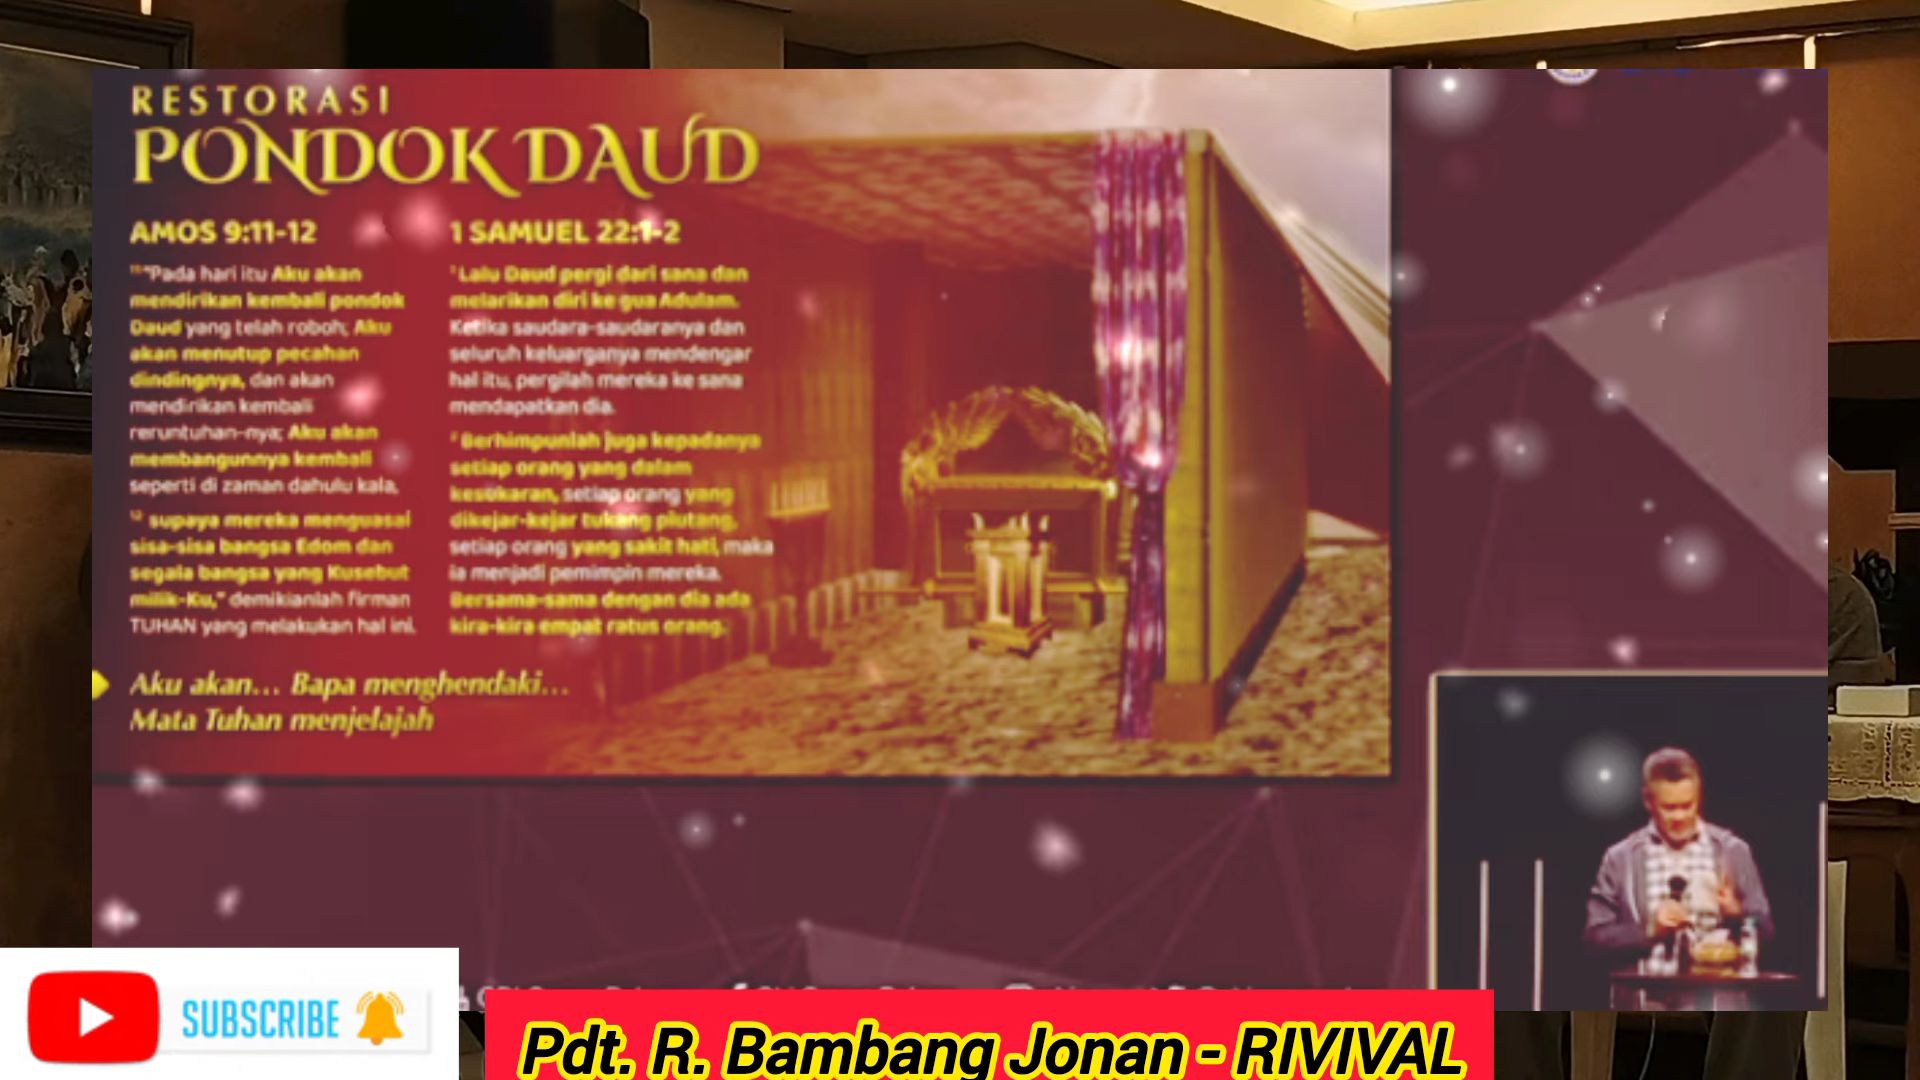 RESTORASI
PONDOK DAUD
AMOS 9:11-12
11 "Pada hari itu Aku akan
mendirikan kembali pondok
Daud yang telah roboh; Aku
akan menutup pecahan
dindingnya, dan akan
mendirikan kembali
reruntuhan-nya; Aku akan
membangunnya kembali
seperti di zaman dahulu kala,
12 supaya mereka menguasai
sisa-sisa bangsa Edom dan
segala bangsa yang Kusebut
milik-Ku," demikianlah firman
TUHAN yang melakukan hal ini.
1 SAMUEL 22:1-2
1 Lalu Daud pergi dari sana dan
melarikan diri ke gua Adulam.
Ketika saudara-saudaranya dan
seluruh keluarganya mendengar
hal itu, pergilah mereka ke sana
mendapatkan dia.
2 Berhimpunlah juga kepadanya
setiap orang yang dalam
kesukaran, setiap orang yang
dikejar-kejar tukang piutang,
setiap orang yang sakit hati, maka
ia menjadi pemimpin mereka.
Bersama-sama dengan dia ada
kira-kira empat ratus orang.
Aku akan... Bapa menghendaki...
Mata Tuhan menjelajah
SUBSCRIBE
Pdt. R. Bambang Jonan - RIVIVAL